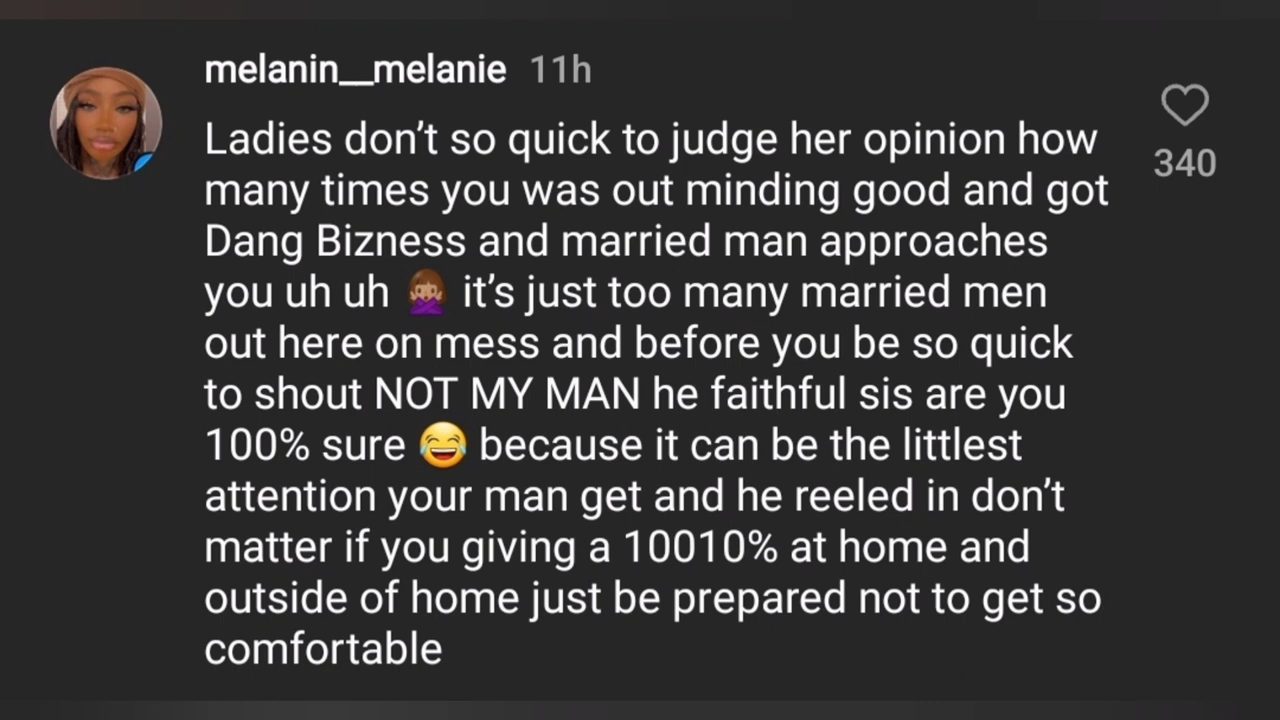 melanin__melanie 11h
Ladies don't so quick to judge her opinion how
many times you was out minding good and got
Dang Bizness and married man approaches
you uh uh 🙅🏽‍♀️ it's just too many married men
out here on mess and before you be so quick
to shout NOT MY MAN he faithful sis are you
100% sure 😂 because it can be the littlest
attention your man get and he reeled in don't
matter if you giving a 10010% at home and
outside of home just be prepared not to get so
comfortable
340